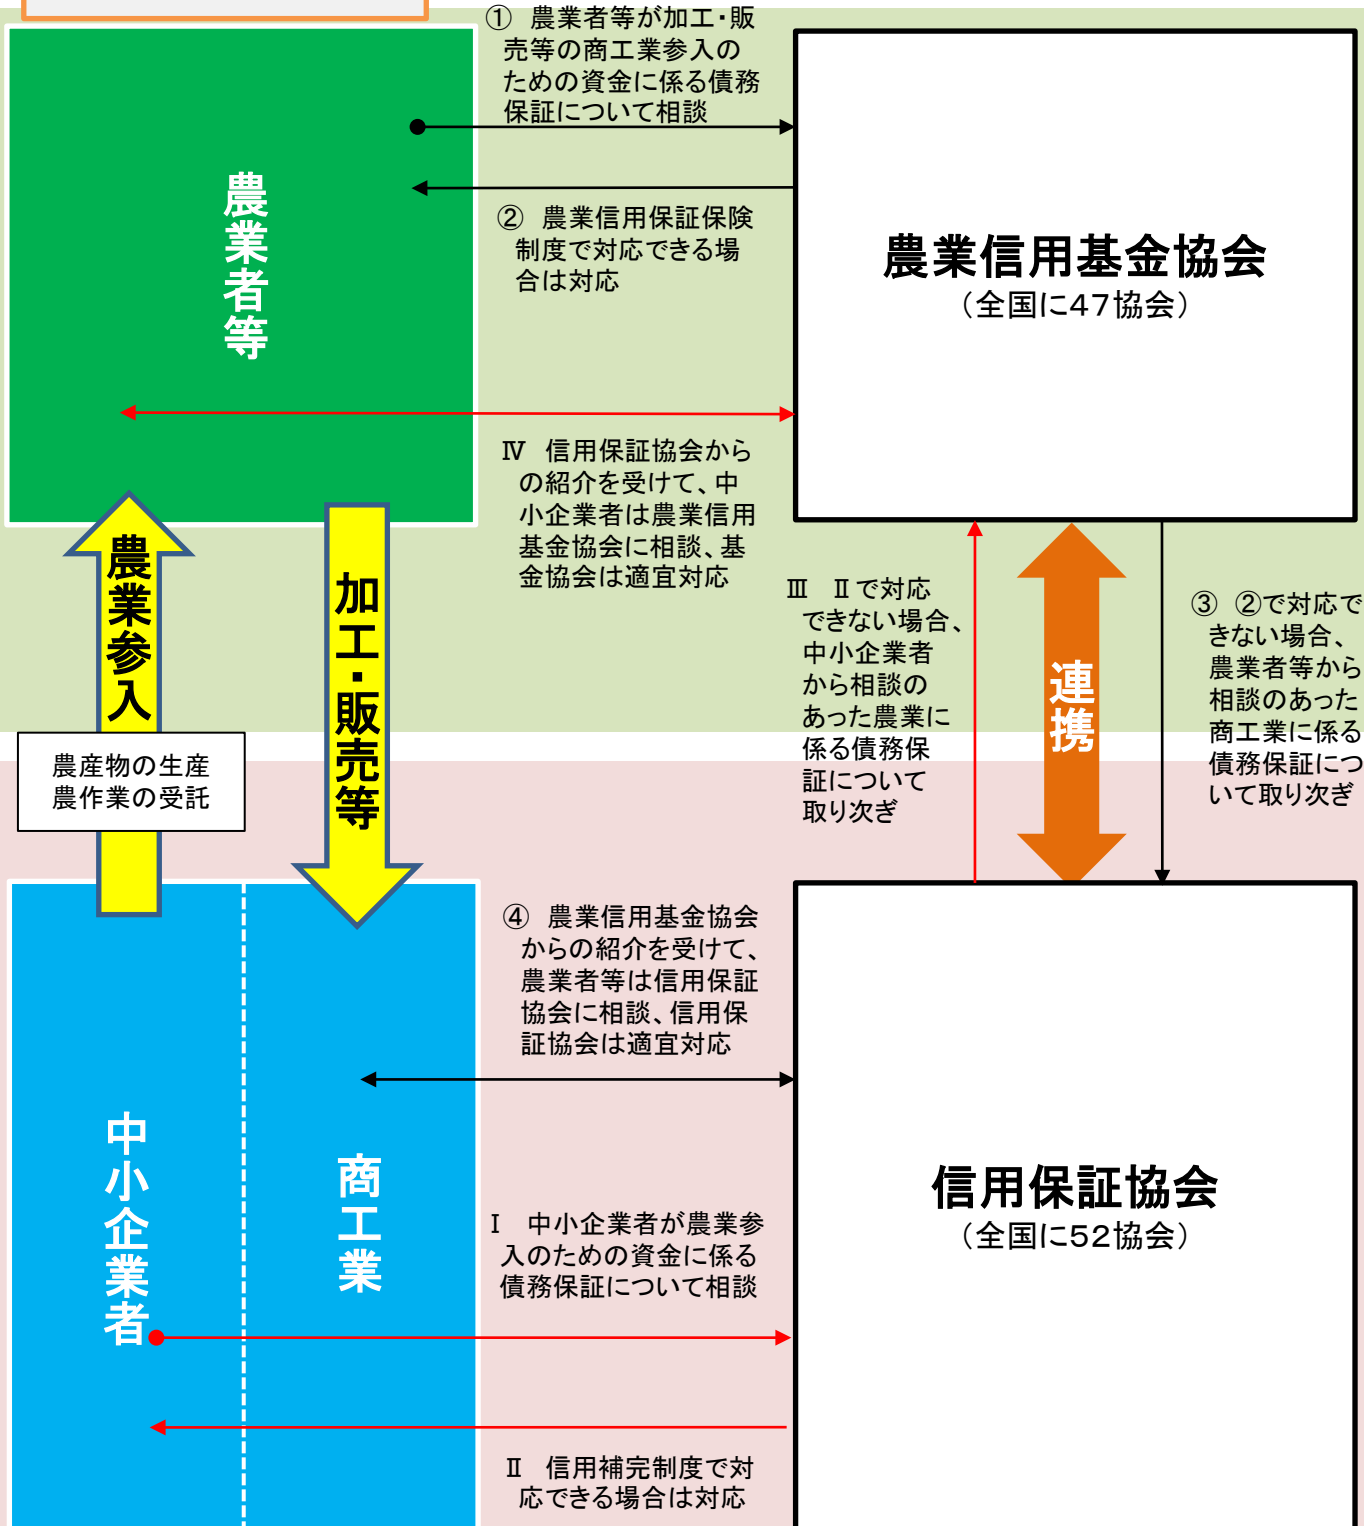 ① 農業者等が加工・販
売等の商工業参入の
ための資金に係る債務
保証について相談
農業者等
② 農業信用保証保険
制度で対応できる場
合は対応
農業信用基金協会
（全国に47協会）
Ⅳ 信用保証協会から
の紹介を受けて、中
小企業者は農業信用
基金協会に相談、基
金協会は適宜対応
農業参入
農産物の生産
農作業の受託
加工・販売等
Ⅲ Ⅱで対応
できない場合、
中小企業者
から相談の
あった農業に
係る債務保
証について
取り次ぎ
連携
③ ②で対応で
きない場合、
農業者等から
相談のあった
商工業に係る
債務保証につ
いて取り次ぎ
④ 農業信用基金協会
からの紹介を受けて、
農業者等は信用保証
協会に相談、信用保
証協会は適宜対応
中小企業者
商工業
信用保証協会
（全国に52協会）
Ⅰ 中小企業者が農業参
入のための資金に係る
債務保証について相談
Ⅱ 信用補完制度で対
応できる場合は対応